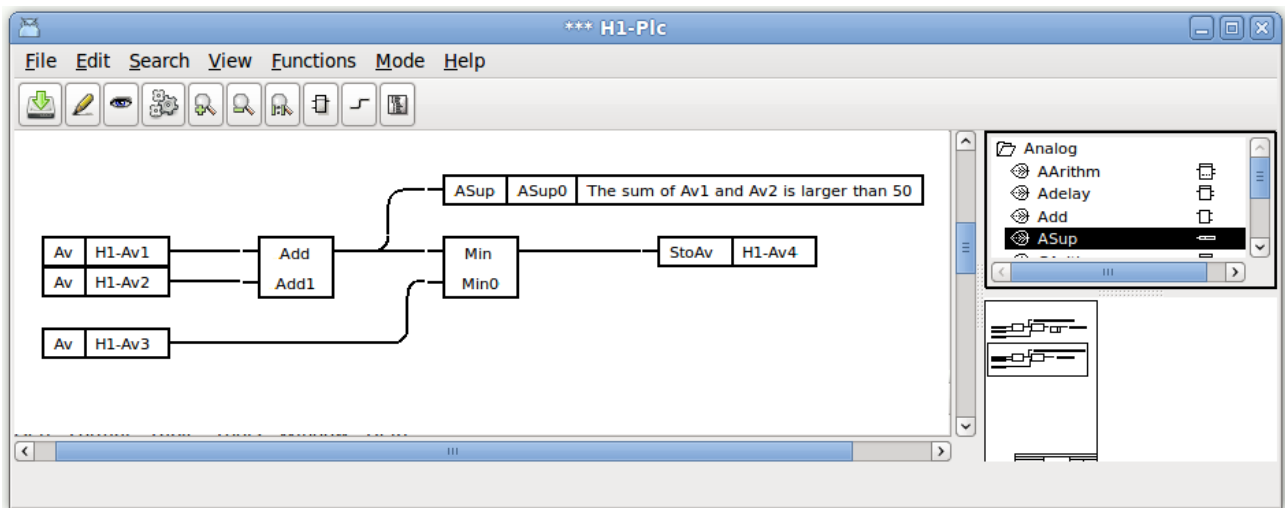 *** H1-Plc
File Edit Search View Functions Mode Help
ASup ASup0 The sum of Av1 and Av2 is larger than 50
Av H1-Av1
Av H1-Av2
Add
Add1
Min
Min0
StoAv H1-Av4
Av H1-Av3
Analog
AArithm
Adelay
Add
ASup